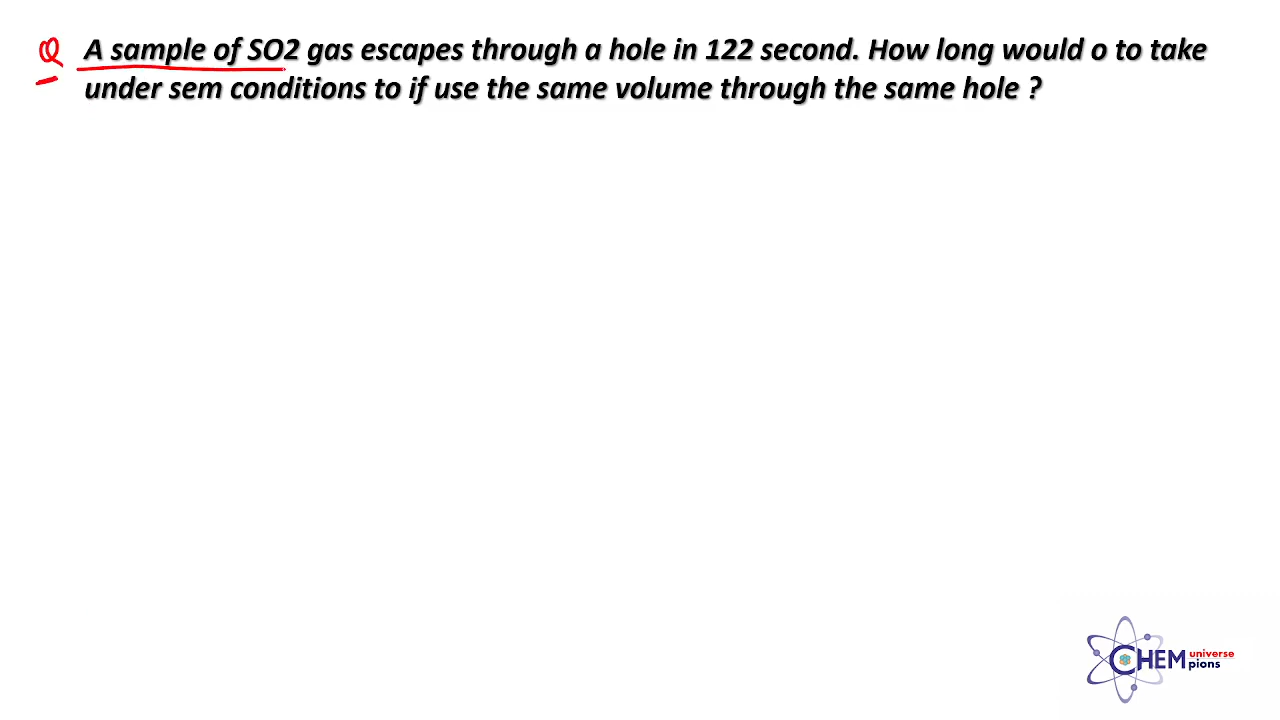 Q A sample of SO2 gas escapes through a hole in 122 second. How long would o to take
under sem conditions to if use the same volume through the same hole ?
CHEM universe
pions